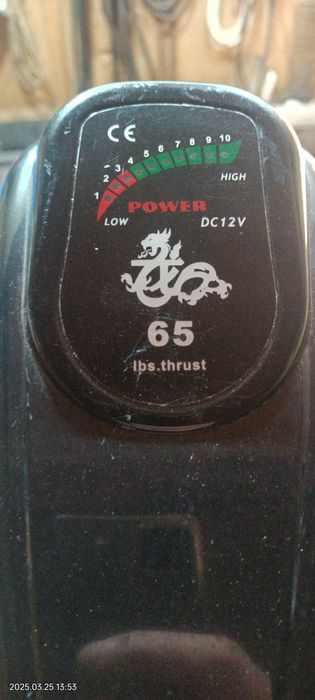 CE
1 2 3 4 5 6 7 8 9 10
HIGH
POWER
LOW
DC12V
65
lbs.thrust
2025.03.25 13:53